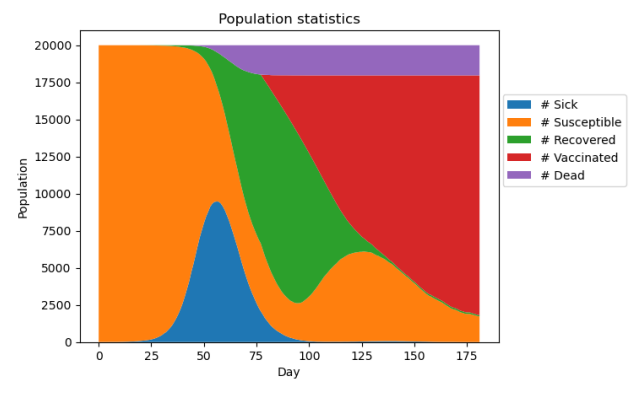 Population statistics
20000
17500
15000
12500
10000
7500
5000
2500
0
Population
0 25 50 75 100 125 150 175
Day
# Sick
# Susceptible
# Recovered
# Vaccinated
# Dead